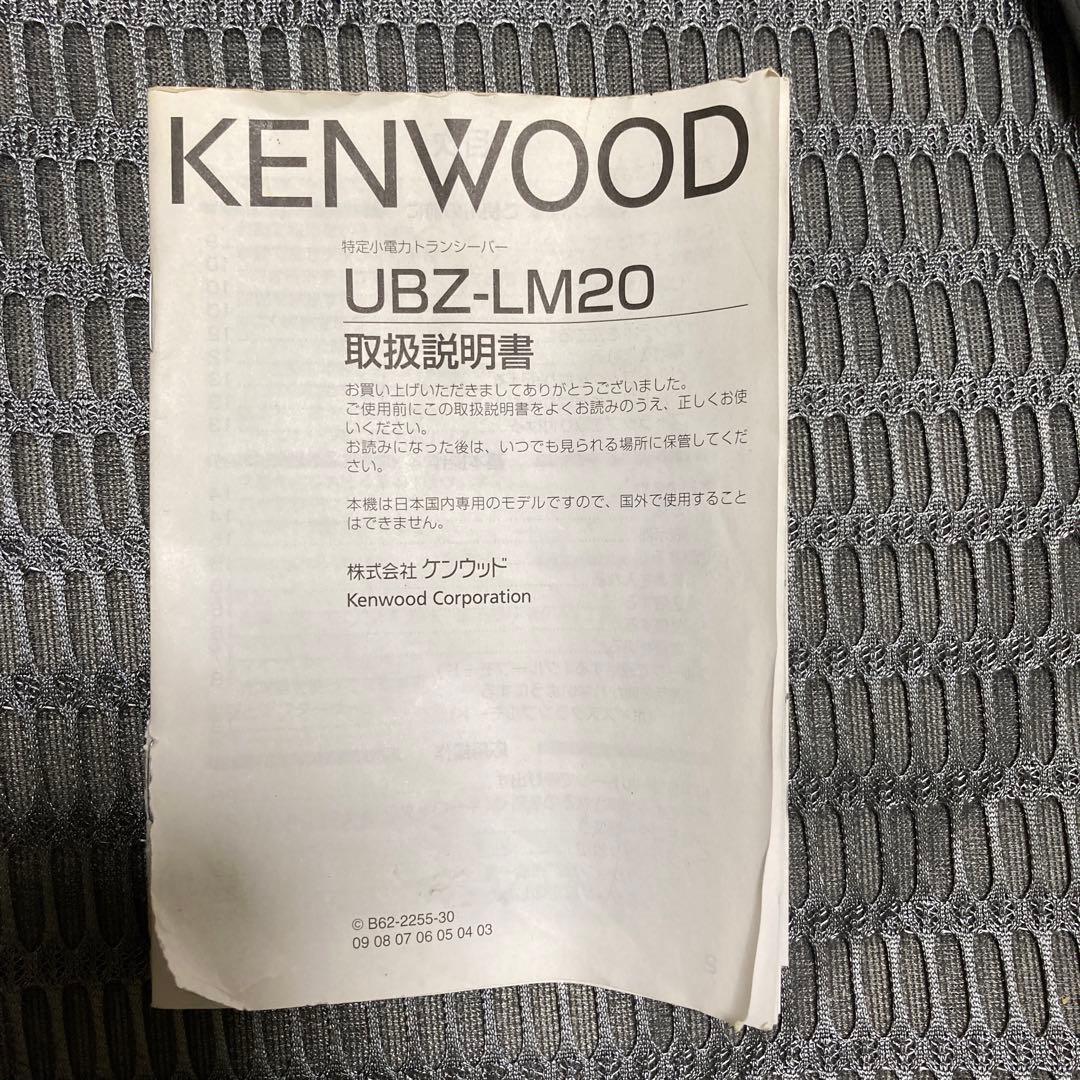 KENWOOD
特定小電力トランシーバー
UBZ-LM20
取扱説明書
お買い上げいただきましてありがとうございました。
ご使用前にこの取扱説明書をよくお読みのうえ、正しくお使
いください。
お読みになった後は、いつでも見られる場所に保管してくだ
さい。
本機は日本国内専用のモデルですので、国外で使用すること
はできません。
株式会社 ケンウッド
Kenwood Corporation
© B62-2255-30
09 08 07 06 05 04 03